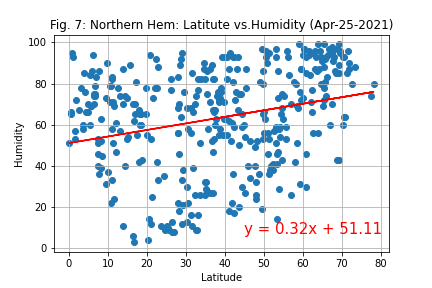 Fig. 7: Northern Hem: Latitute vs.Humidity (Apr-25-2021)
100
80
60
40
20
0
Humidity
y = 0.32x + 51.11
0 10 20 30 40 50 60 70 80
Latitude